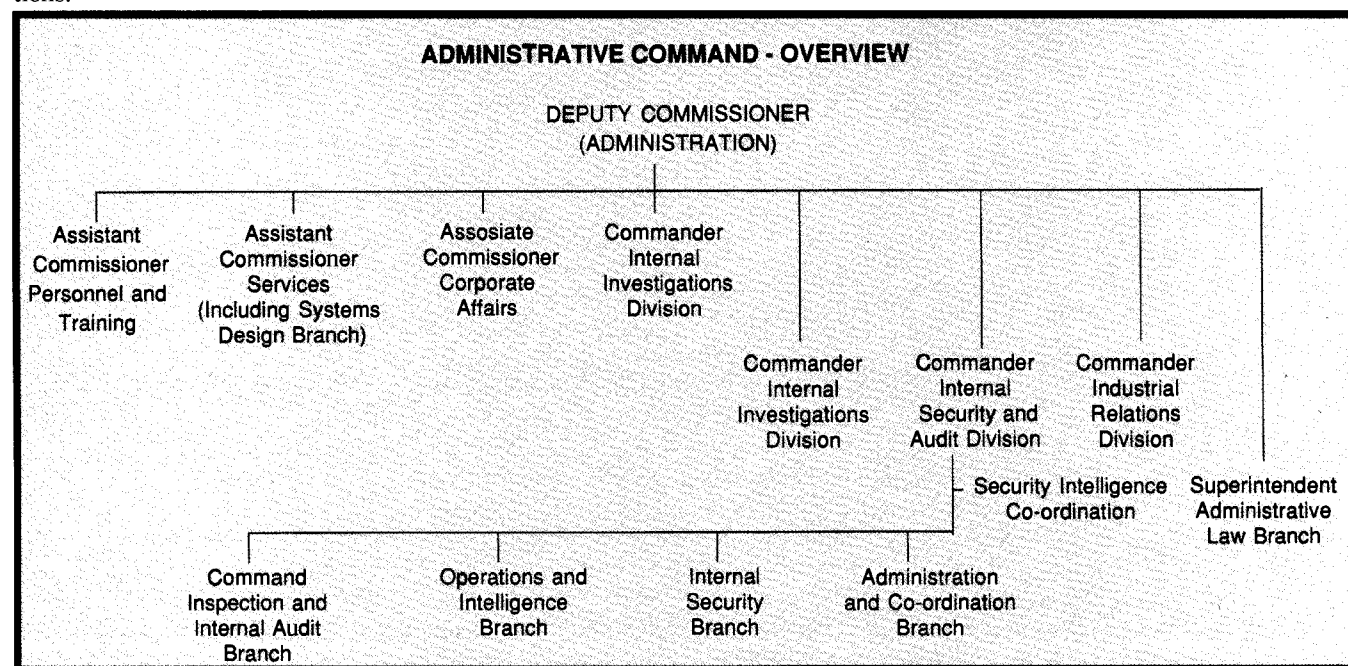 tions.
ADMINISTRATIVE COMMAND - OVERVIEW
DEPUTY COMMISSIONER
(ADMINISTRATION)
Assistant
Commissioner
Personnel and
Training
Assistant
Commissioner
Services
(Including Systems
Design Branch)
Assosiate
Commissioner
Corporate
Affairs
Commander
Internal
Investigations
Division
Commander
Internal
Investigations
Division
Commander
Internal
Security and
Audit Division
Commander
Industrial
Relations
Division
Security Intelligence
Co-ordination
Superintendent
Administrative
Law Branch
Command
Inspection and
Internal Audit
Branch
Operations and
Intelligence
Branch
Internal
Security
Branch
Administration
and Co-ordination
Branch